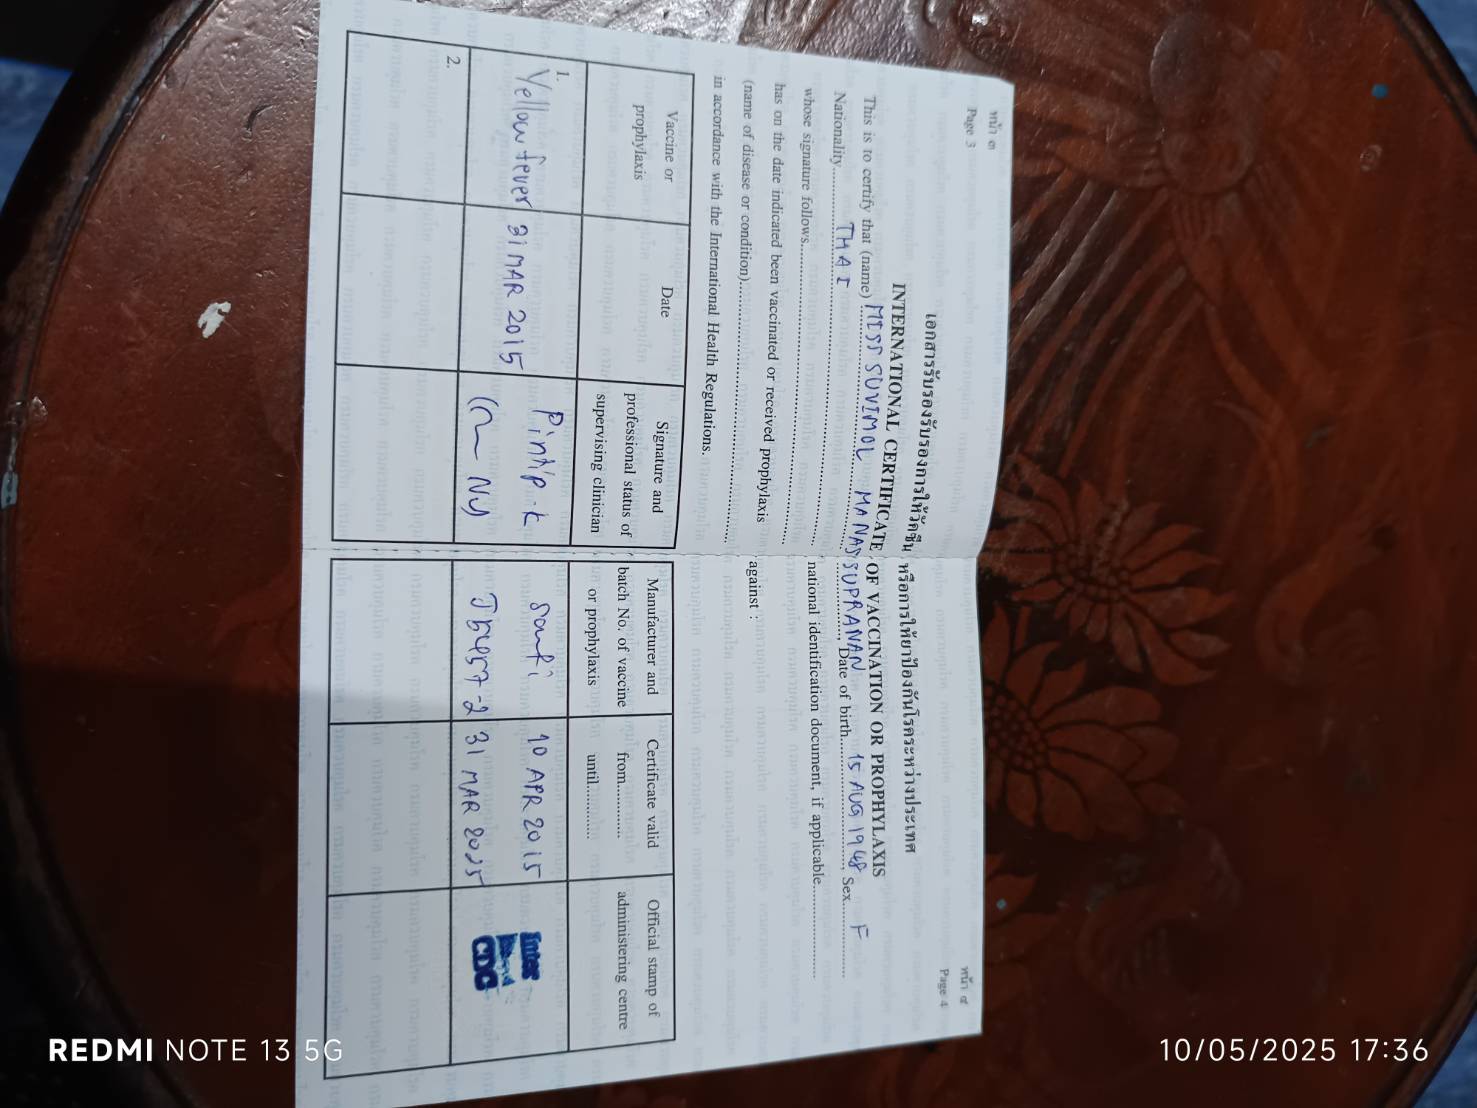 หน้า ๓
Page 3
หน้า ๔
Page 4
เอกสารรับรองรับรองการให้วัคซีน หรือการให้ยาป้องกันโรคระหว่างประเทศ
INTERNATIONAL CERTIFICATE OF VACCINATION OR PROPHYLAXIS
This is to certify that (name) MISS SUVIMOL MANASSUPRANAN, Date of birth 15 AUG 1948 Sex F
Nationality THAI national identification document, if applicable
whose signature follows
has on the date indicated been vaccinated or received prophylaxis against :
(name of disease or condition)
in accordance with the International Health Regulations.
Vaccine or prophylaxis
Date
Signature and professional status of supervising clinician
Manufacturer and batch No. of vaccine or prophylaxis
Certificate valid from............ until............
Official stamp of administering centre
1.
Yellow fever
31 MAR 2015
Pintip . k
10 APR 2015
31 MAR 2025
Inter
CDC
2.
REDMI NOTE 13 5G
10/05/2025 17:36